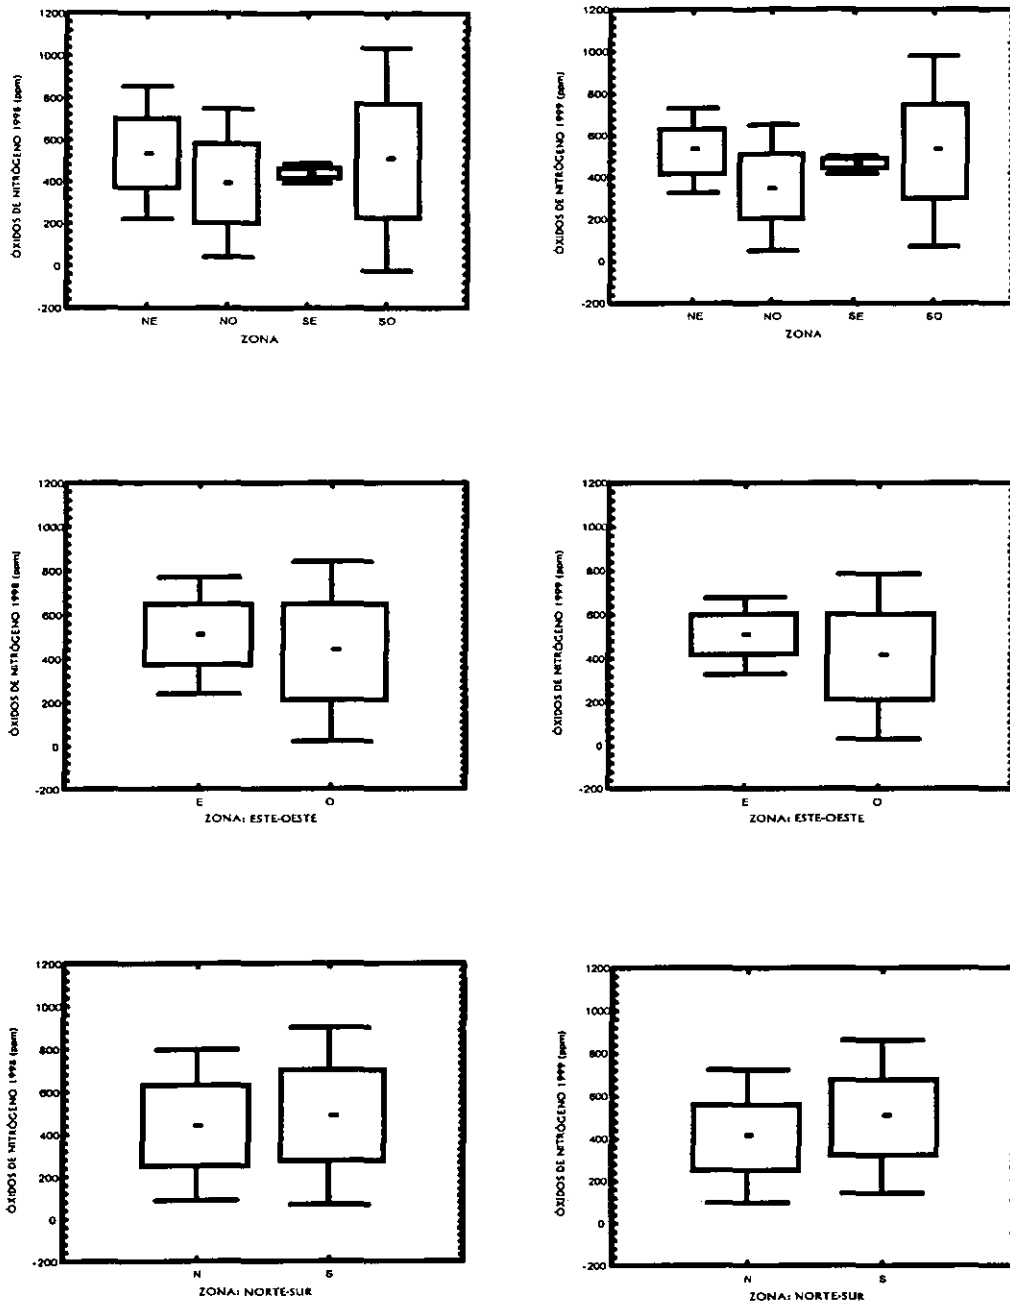 ÓXIDOS DE NITRÓGENO 1998 (ppm)
1200
1000
800
600
400
200
0
-200
NE NO SE SO
ZONA
ÓXIDOS DE NITRÓGENO 1999 (ppm)
1200
1000
800
600
400
200
0
-200
NE NO SE SO
ZONA
ÓXIDOS DE NITRÓGENO 1998 (ppm)
1200
1000
800
600
400
200
0
-200
E O
ZONA: ESTE-OESTE
ÓXIDOS DE NITRÓGENO 1999 (ppm)
1200
1000
800
600
400
200
0
-200
E O
ZONA: ESTE-OESTE
ÓXIDOS DE NITRÓGENO 1998 (ppm)
1200
1000
800
600
400
200
0
-200
N S
ZONA: NORTE-SUR
ÓXIDOS DE NITRÓGENO 1999 (ppm)
1200
1000
800
600
400
200
0
-200
N S
ZONA: NORTE-SUR